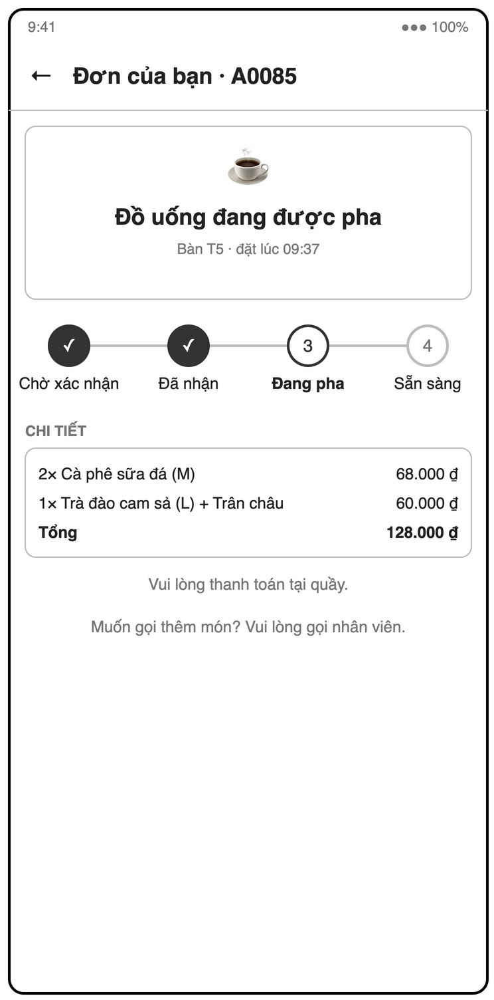 9:41 ●●● 100%
← Đơn của bạn · A0085
Đồ uống đang được pha
Bàn T5 · đặt lúc 09:37
✓ ✓ 3 4
Chờ xác nhận Đã nhận Đang pha Sẵn sàng
CHI TIẾT
2× Cà phê sữa đá (M) 68.000 ₫
1× Trà đào cam sả (L) + Trân châu 60.000 ₫
Tổng 128.000 ₫
Vui lòng thanh toán tại quầy.
Muốn gọi thêm món? Vui lòng gọi nhân viên.